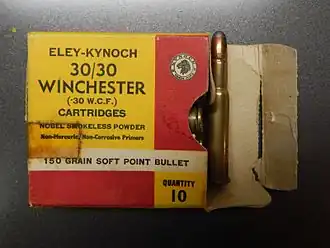 ELEY-KYNOCH
30/30
WINCHESTER
(·30 W.C.F.)
CARTRIDGES
NOBEL SMOKELESS POWDER
Non-Mercuric, Non-Corrosive Primers
150 GRAIN SOFT POINT BULLET
QUANTITY
10